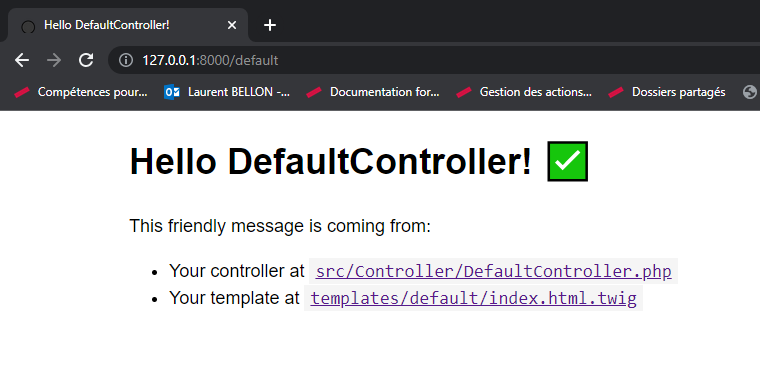 Hello DefaultController!
127.0.0.1:8000/default
Compétences pour... Laurent BELLON -... Documentation for... Gestion des actions... Dossiers partagés
Hello DefaultController! ✅
This friendly message is coming from:
• Your controller at src/Controller/DefaultController.php
• Your template at templates/default/index.html.twig